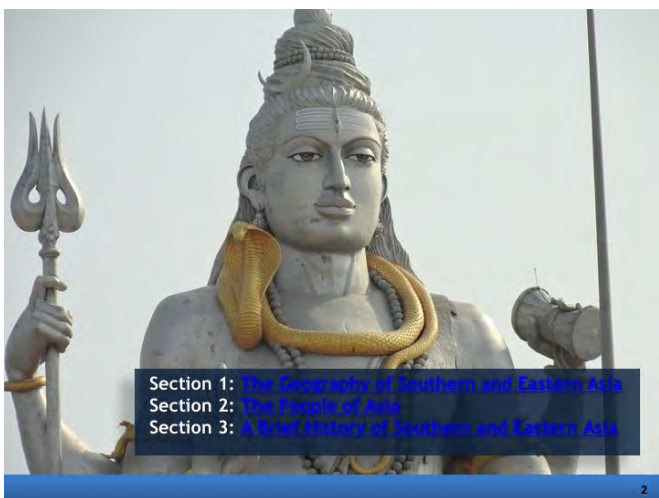 Section 1: The Geography of Southern and Eastern Asia
Section 2: The People of Asia
Section 3: A Brief History of Southern and Eastern Asia
2